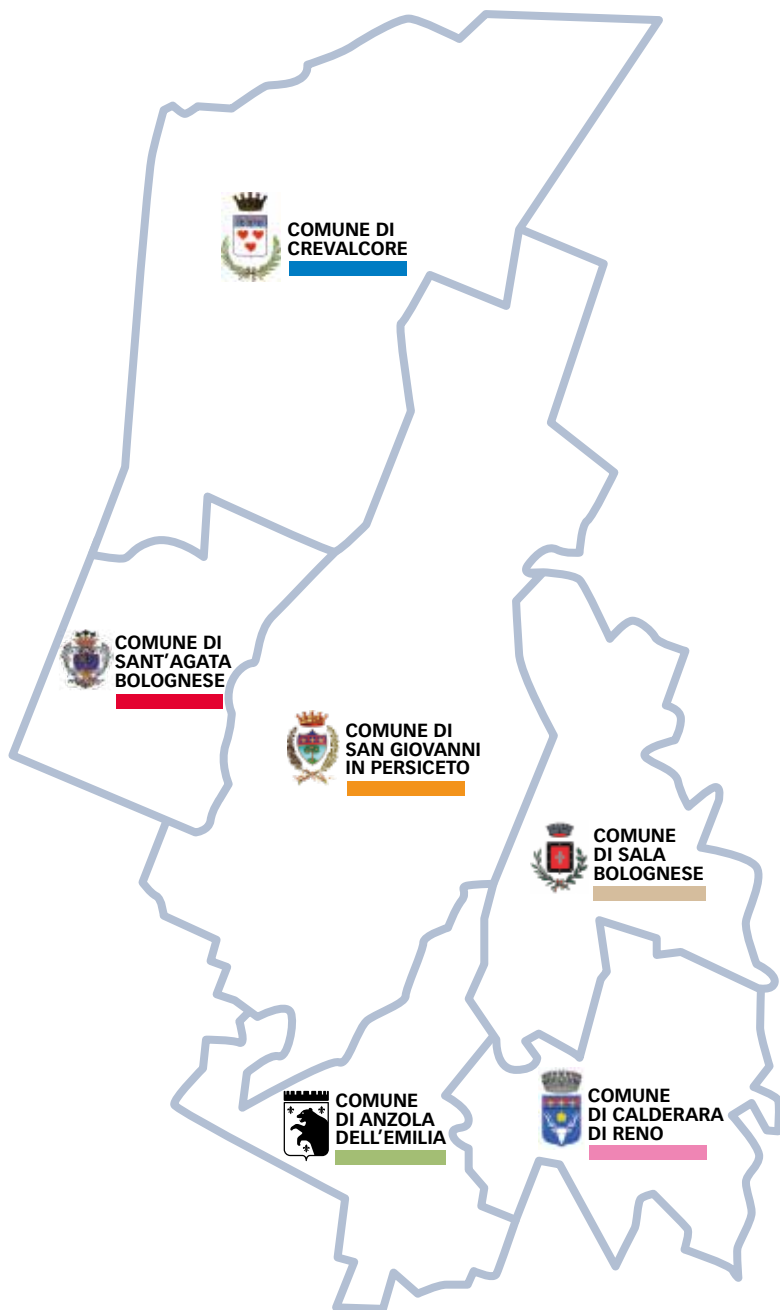 COMUNE DI
CREVALCORE
COMUNE DI
SANT'AGATA
BOLOGNESE
COMUNE DI
SAN GIOVANNI
IN PERSICETO
COMUNE
DI SALA
BOLOGNESE
COMUNE
DI ANZOLA
DELL'EMILIA
COMUNE
DI CALDERARA
DI RENO